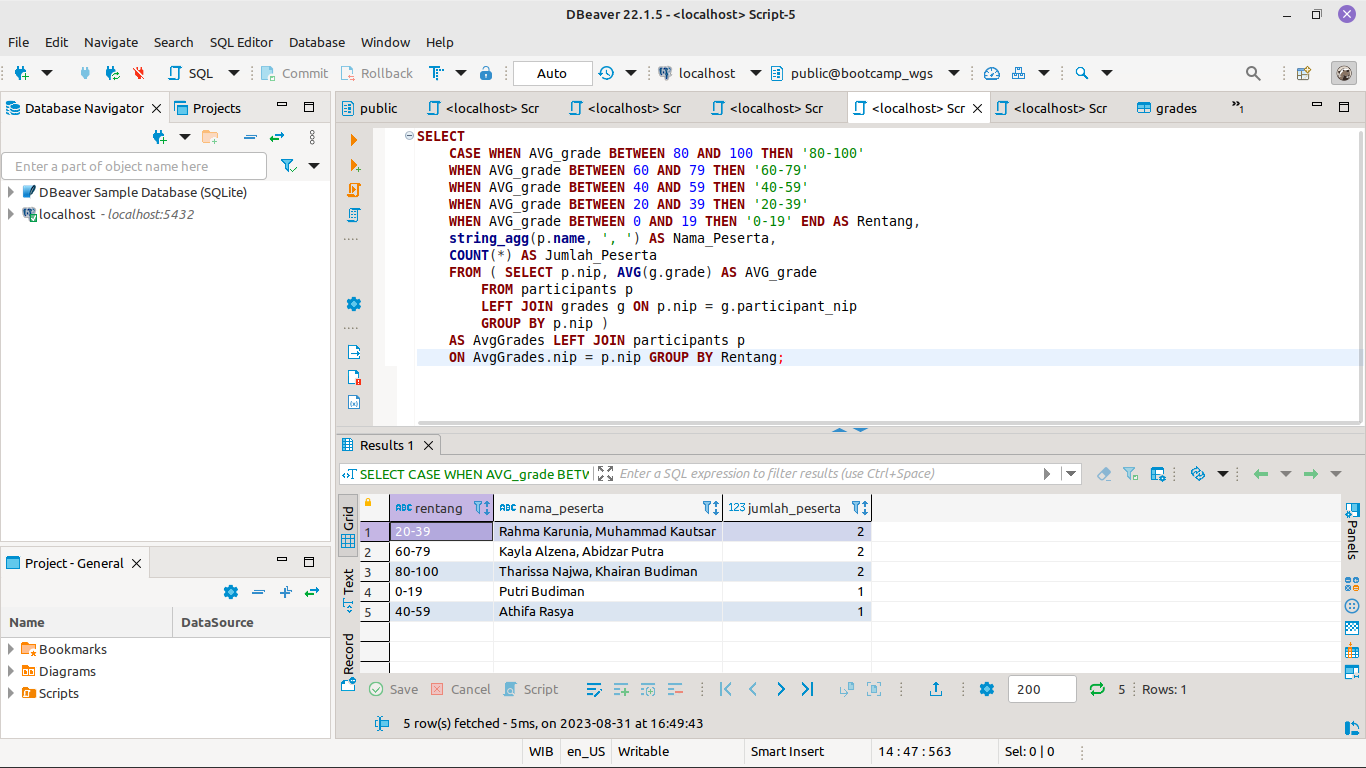 DBeaver 22.1.5 - <localhost> Script-5
File Edit Navigate Search SQL Editor Database Window Help
SQL Commit Rollback Auto localhost public@bootcamp_wgs
Database Navigator Projects
Enter a part of object name here
DBeaver Sample Database (SQLite)
localhost - localhost:5432
public <localhost> Scr <localhost> Scr <localhost> Scr <localhost> Scr <localhost> Scr grades »1
SELECT
CASE WHEN AVG_grade BETWEEN 80 AND 100 THEN '80-100'
WHEN AVG_grade BETWEEN 60 AND 79 THEN '60-79'
WHEN AVG_grade BETWEEN 40 AND 59 THEN '40-59'
WHEN AVG_grade BETWEEN 20 AND 39 THEN '20-39'
WHEN AVG_grade BETWEEN 0 AND 19 THEN '0-19' END AS Rentang,
string_agg(p.name, ', ') AS Nama_Peserta,
COUNT(*) AS Jumlah_Peserta
FROM ( SELECT p.nip, AVG(g.grade) AS AVG_grade
FROM participants p
LEFT JOIN grades g ON p.nip = g.participant_nip
GROUP BY p.nip )
AS AvgGrades LEFT JOIN participants p
ON AvgGrades.nip = p.nip GROUP BY Rentang;
Results 1
SELECT CASE WHEN AVG_grade BETW Enter a SQL expression to filter results (use Ctrl+Space)
Grid
Text
Record
ABC rentang ABC nama_peserta 123 jumlah_peserta
1 20-39 Rahma Karunia, Muhammad Kautsar 2
2 60-79 Kayla Alzena, Abidzar Putra 2
3 80-100 Tharissa Najwa, Khairan Budiman 2
4 0-19 Putri Budiman 1
5 40-59 Athifa Rasya 1
Panels
Save Cancel Script 200 5 Rows: 1
5 row(s) fetched - 5ms, on 2023-08-31 at 16:49:43
Project - General
Name DataSource
Bookmarks
Diagrams
Scripts
WIB en_US Writable Smart Insert 14 : 47 : 563 Sel: 0 | 0